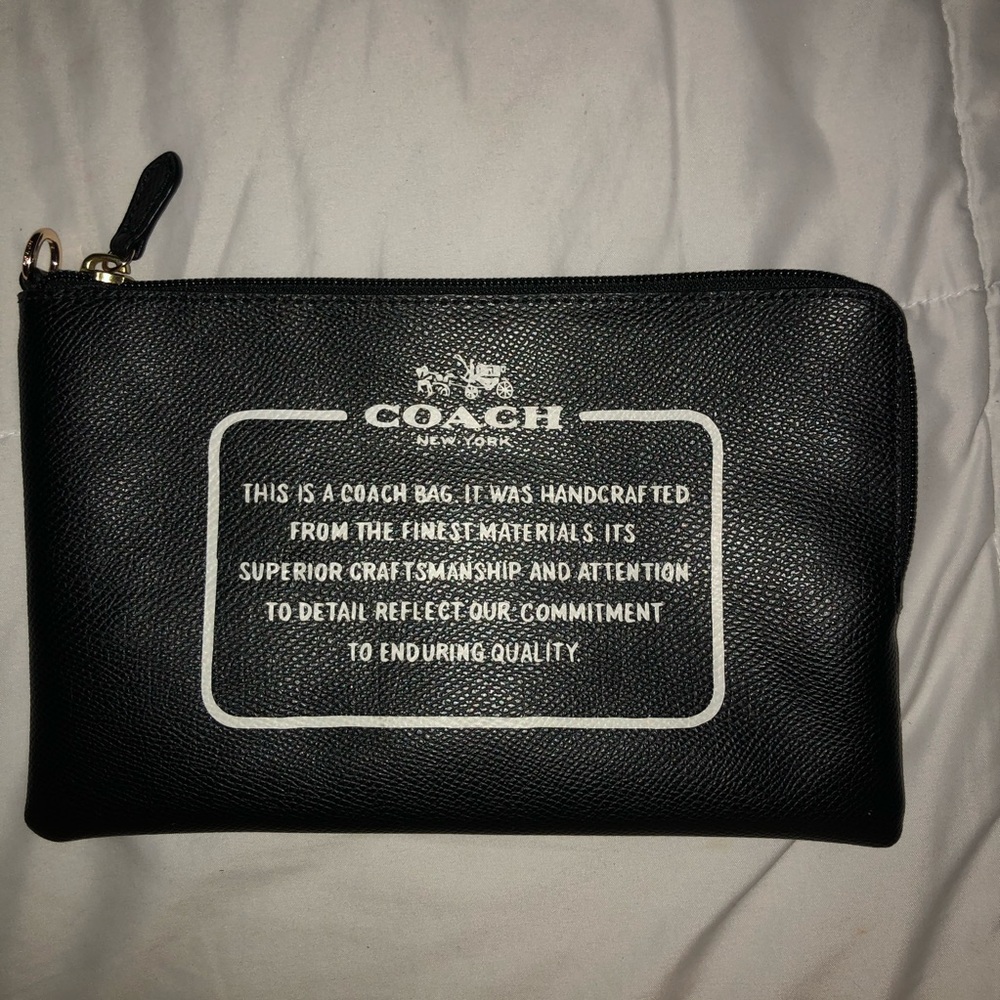 COACH
NEW YORK
THIS IS A COACH BAG. IT WAS HANDCRAFTED
FROM THE FINEST MATERIALS. ITS
SUPERIOR CRAFTSMANSHIP AND ATTENTION
TO DETAIL REFLECT OUR COMMITMENT
TO ENDURING QUALITY.